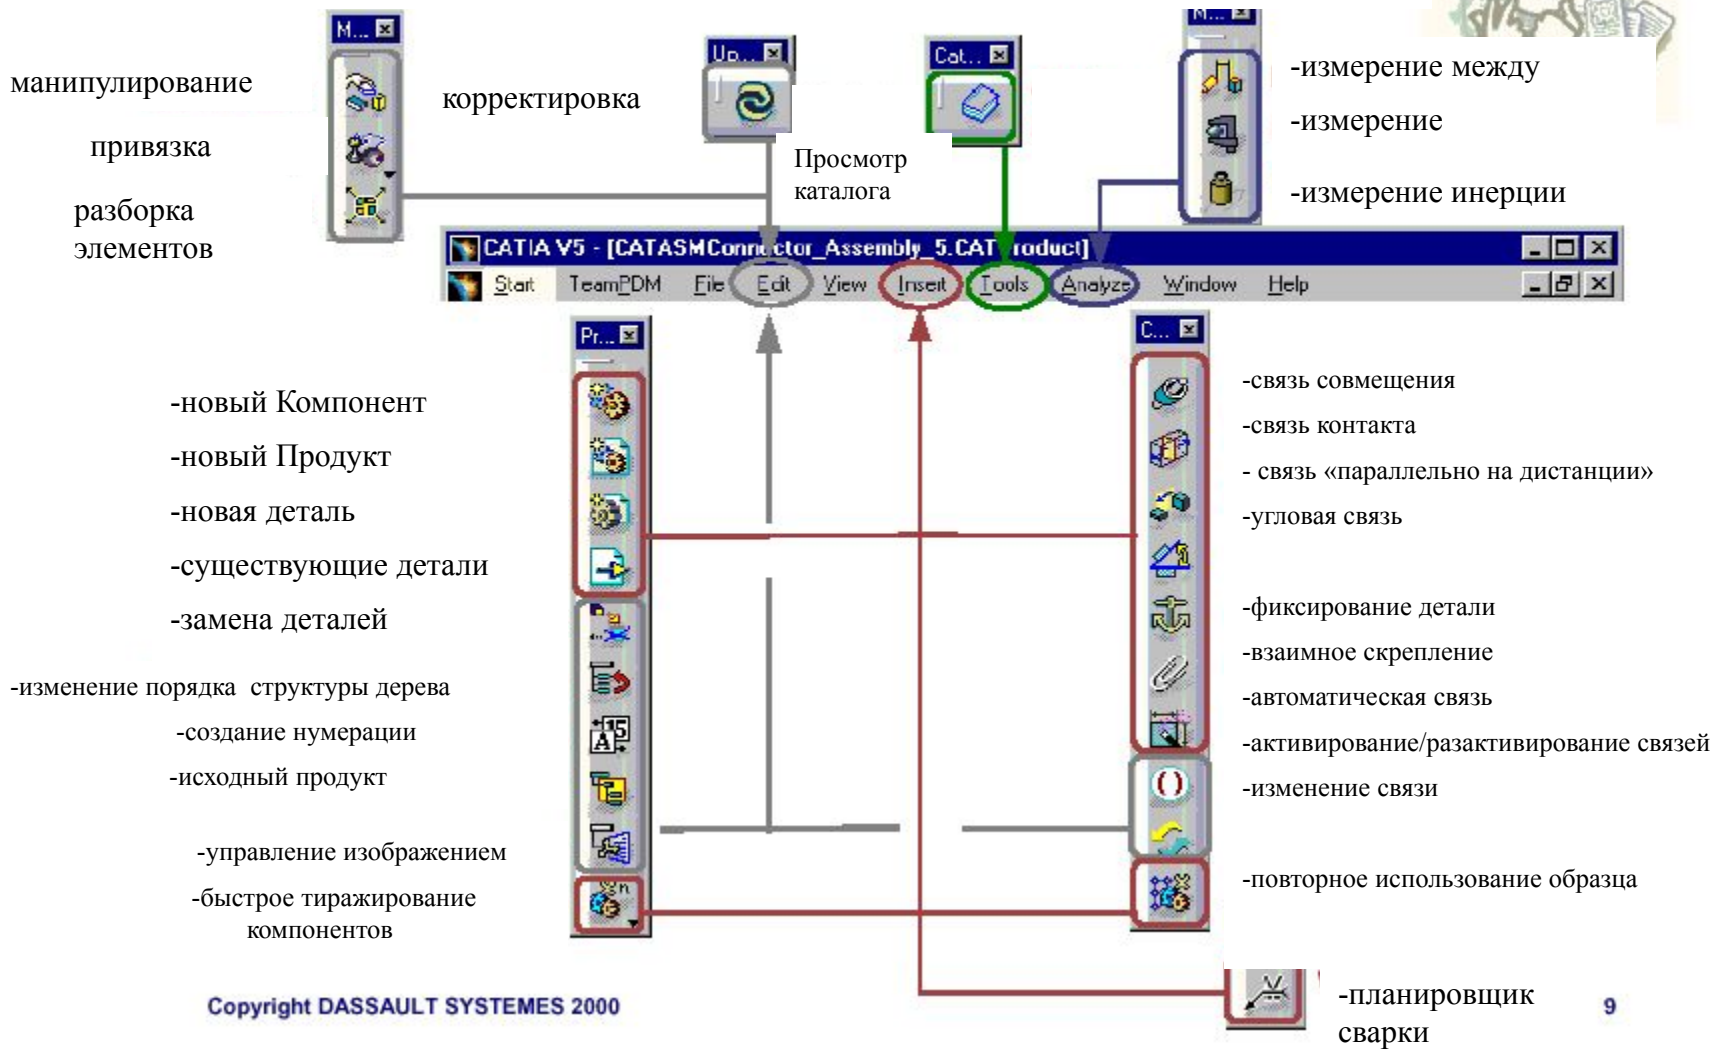 M...
манипулирование
привязка
разборка
элементов
корректировка
Up...
Просмотр
каталога
Cat...
M...
-измерение между
-измерение
-измерение инерции
CATIA V5 - [CATASMConnector_Assembly_5.CATProduct]
Start TeamPDM File Edit View Insert Tools Analyze Window Help
Pr...
-новый Компонент
-новый Продукт
-новая деталь
-существующие детали
-замена деталей
-изменение порядка структуры дерева
-создание нумерации
-исходный продукт
-управление изображением
-быстрое тиражирование
компонентов
C...
-связь совмещения
-связь контакта
- связь «параллельно на дистанции»
-угловая связь
-фиксирование детали
-взаимное скрепление
-автоматическая связь
-активирование/разактивирование связей
-изменение связи
-повторное использование образца
-планировщик
сварки
Copyright DASSAULT SYSTEMES 2000
9